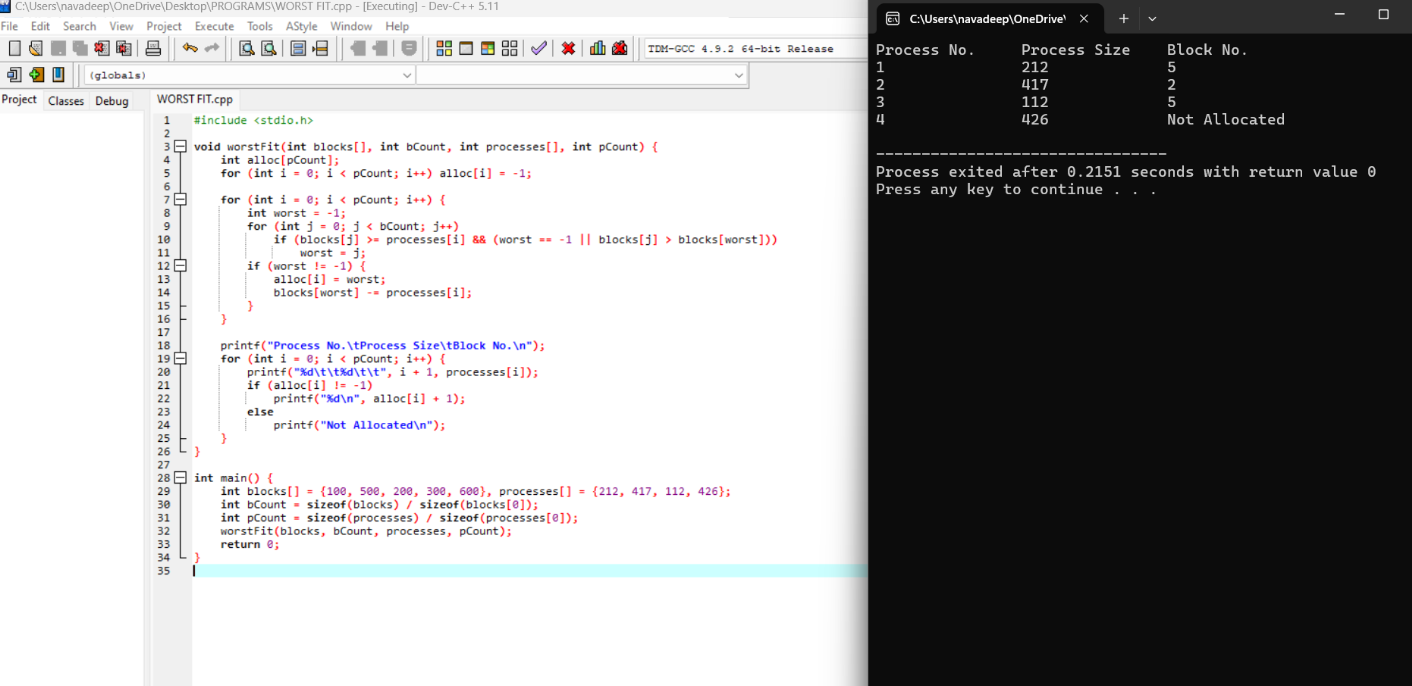 C:\Users\navadeep\OneDrive\Desktop\PROGRAMS\WORST FIT.cpp - [Executing] - Dev-C++ 5.11
File Edit Search View Project Execute Tools AStyle Window Help
TDM-GCC 4.9.2 64-bit Release
(globals)
Project Classes Debug
WORST FIT.cpp
1 #include <stdio.h>
2
3 void worstFit(int blocks[], int bCount, int processes[], int pCount) {
4 int alloc[pCount];
5 for (int i = 0; i < pCount; i++) alloc[i] = -1;
6
7 for (int i = 0; i < pCount; i++) {
8 int worst = -1;
9 for (int j = 0; j < bCount; j++)
10 if (blocks[j] >= processes[i] && (worst == -1 || blocks[j] > blocks[worst]))
11 worst = j;
12 if (worst != -1) {
13 alloc[i] = worst;
14 blocks[worst] -= processes[i];
15 }
16 }
17
18 printf("Process No.\tProcess Size\tBlock No.\n");
19 for (int i = 0; i < pCount; i++) {
20 printf("%d\t\t%d\t\t", i + 1, processes[i]);
21 if (alloc[i] != -1)
22 printf("%d\n", alloc[i] + 1);
23 else
24 printf("Not Allocated\n");
25 }
26 }
27
28 int main() {
29 int blocks[] = {100, 500, 200, 300, 600}, processes[] = {212, 417, 112, 426};
30 int bCount = sizeof(blocks) / sizeof(blocks[0]);
31 int pCount = sizeof(processes) / sizeof(processes[0]);
32 worstFit(blocks, bCount, processes, pCount);
33 return 0;
34 }
35
C:\Users\navadeep\OneDrive\
Process No. Process Size Block No.
1 212 5
2 417 2
3 112 5
4 426 Not Allocated
--------------------------------
Process exited after 0.2151 seconds with return value 0
Press any key to continue . . .